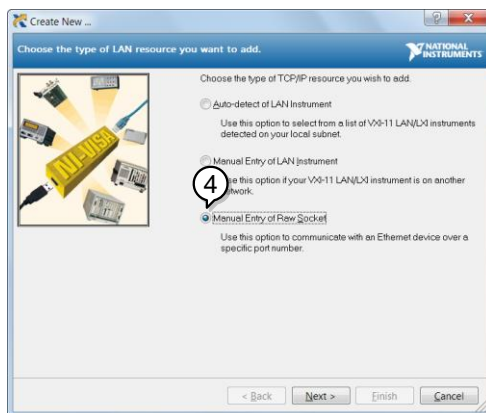 Create New ...
Choose the type of LAN resource you want to add.
NATIONAL
INSTRUMENTS
NI-VISA
Choose the type of TCP/IP resource you wish to add.
Auto-detect of LAN Instrument
Use this option to select from a list of VXI-11 LAN/LXI instruments
detected on your local subnet.
Manual Entry of LAN Instrument
this option if your VXI-11 LAN/LXI instrument is on another
4
Manual Entry of Raw Socket
Use this option to communicate with an Ethernet device over a
specific port number.
< Back
Next >
Finish
Cancel